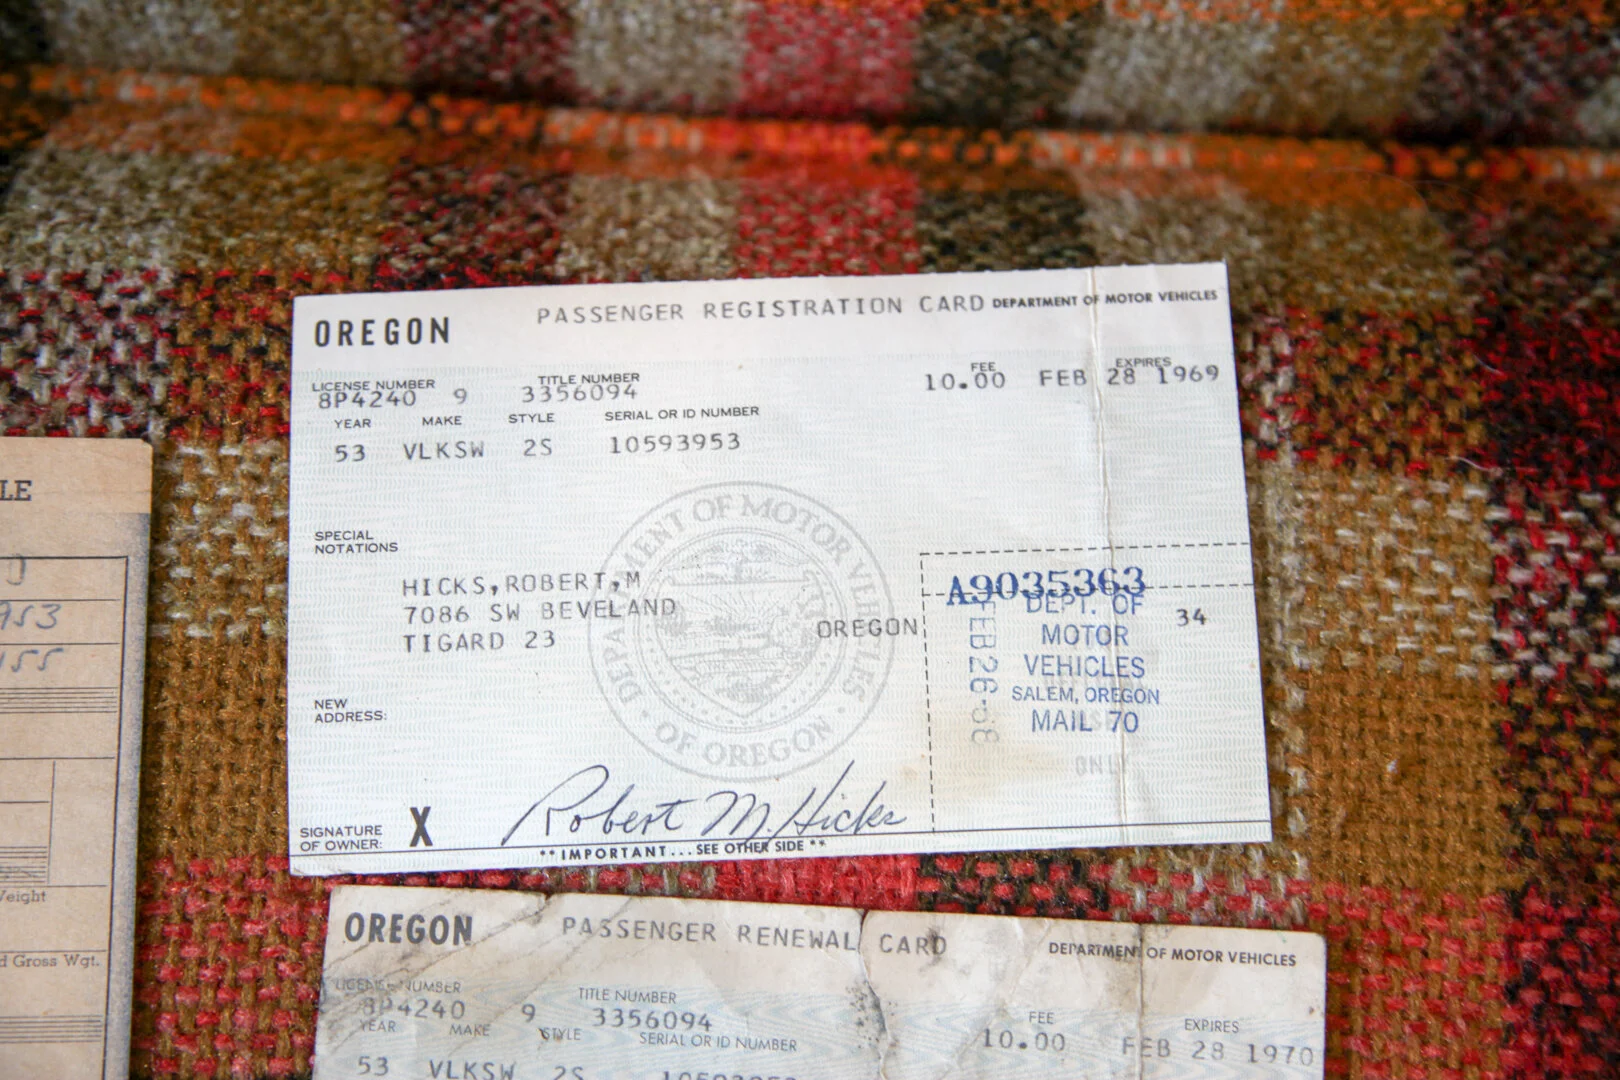 OREGON PASSENGER REGISTRATION CARD DEPARTMENT OF MOTOR VEHICLES
LICENSE NUMBER TITLE NUMBER FEE EXPIRES
8P4240 9 3356094 10.00 FEB 28 1969
YEAR MAKE STYLE SERIAL OR ID NUMBER
53 VLKSW 2S 10593953
DEPARTMENT OF MOTOR VEHICLES
OF OREGON
SPECIAL
NOTATIONS
HICKS,ROBERT,M
7086 SW BEVELAND
TIGARD 23
OREGON
A9035363
34
DEPT. OF
MOTOR
VEHICLES
SALEM, OREGON
MAIL 70
FEB 26 68
ONLY
NEW
ADDRESS:
SIGNATURE
OF OWNER: X Robert M. Hicks
**IMPORTANT...SEE OTHER SIDE**
LE
953
55
Weight
d Gross Wgt.
OREGON PASSENGER RENEWAL CARD DEPARTMENT OF MOTOR VEHICLES
LICENSE NUMBER TITLE NUMBER FEE EXPIRES
8P4240 9 3356094 10.00 FEB 28 1970
YEAR MAKE STYLE SERIAL OR ID NUMBER
53 VLKSW 2S 10593953